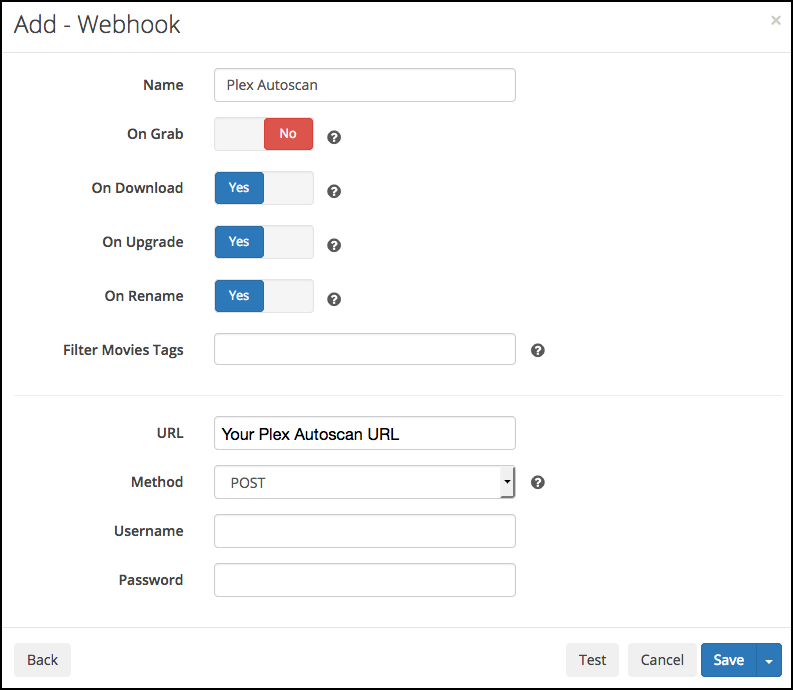 Add - Webhook ×
Name Plex Autoscan
On Grab No ?
On Download Yes ?
On Upgrade Yes ?
On Rename Yes ?
Filter Movies Tags ?
URL Your Plex Autoscan URL
Method POST ?
Username
Password
Back Test Cancel Save